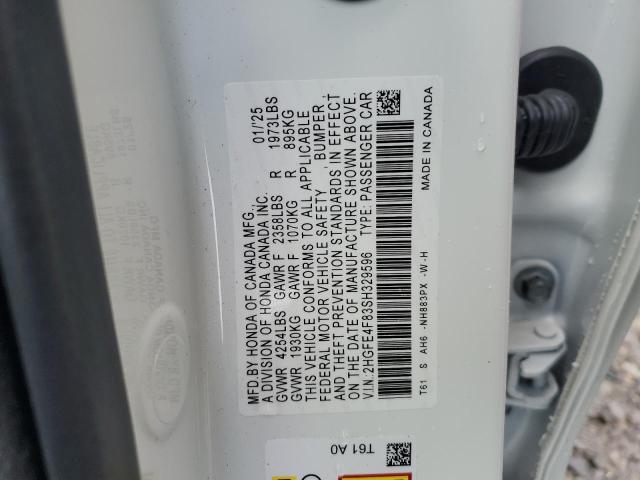 MFD.BY HONDA OF CANADA MFG., 01/'25
A DIVISION OF HONDA CANADA INC.
GVWR 4254LBS GAWR F 2358LBS R 1973LBS
GVWR 1930KG GAWR F 1070KG R 895KG
THIS VEHICLE CONFORMS TO ALL APPLICABLE
FEDERAL MOTOR VEHICLE SAFETY , BUMPER
AND THEFT PREVENTION STANDARDS IN EFFECT
ON THE DATE OF MANUFACTURE SHOWN ABOVE.
V.I.N.:2HGFE4F83SH329596 TYPE: PASSENGER CAR
T61 S AH6 -NH883PX -W-H MADE IN CANADA
T61 A0